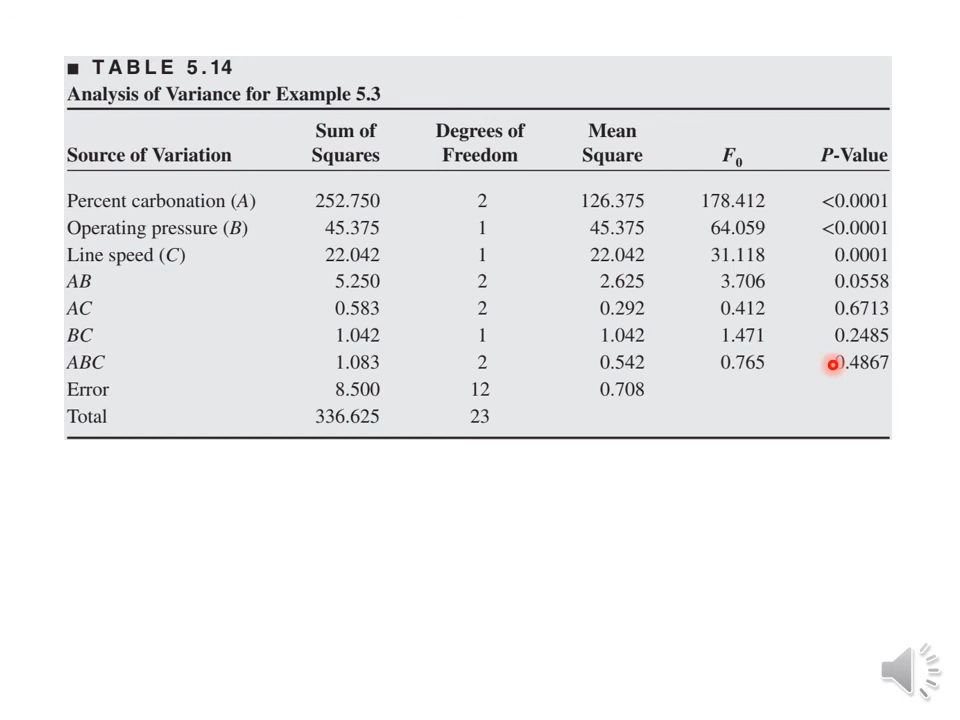 ■ TABLE 5.14
Analysis of Variance for Example 5.3
Sum of Degrees of Mean
Source of Variation Squares Freedom Square F0 P-Value
Percent carbonation (A) 252.750 2 126.375 178.412 <0.0001
Operating pressure (B) 45.375 1 45.375 64.059 <0.0001
Line speed (C) 22.042 1 22.042 31.118 0.0001
AB 5.250 2 2.625 3.706 0.0558
AC 0.583 2 0.292 0.412 0.6713
BC 1.042 1 1.042 1.471 0.2485
ABC 1.083 2 0.542 0.765 0.4867
Error 8.500 12 0.708
Total 336.625 23